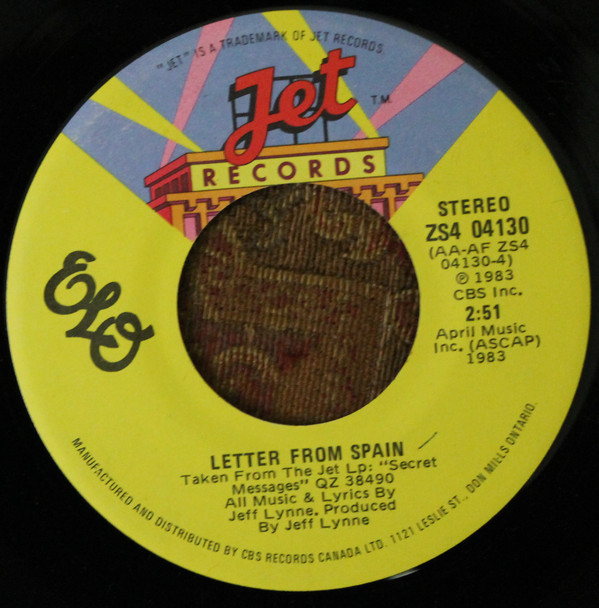 "JET" IS A TRADEMARK OF JET RECORDS
Jet
T.M.
RECORDS
STEREO
ZS4 04130
(AA-AF ZS4
04130-4)
℗ 1983
CBS Inc.
2:51
April Music
Inc. (ASCAP)
1983
ELO
LETTER FROM SPAIN
Taken From The Jet Lp: "Secret
Messages" QZ 38490
All Music & Lyrics By
Jeff Lynne. Produced
By Jeff Lynne
MANUFACTURED AND DISTRIBUTED BY CBS RECORDS CANADA LTD. 1121 LESLIE ST., DON MILLS ONTARIO.